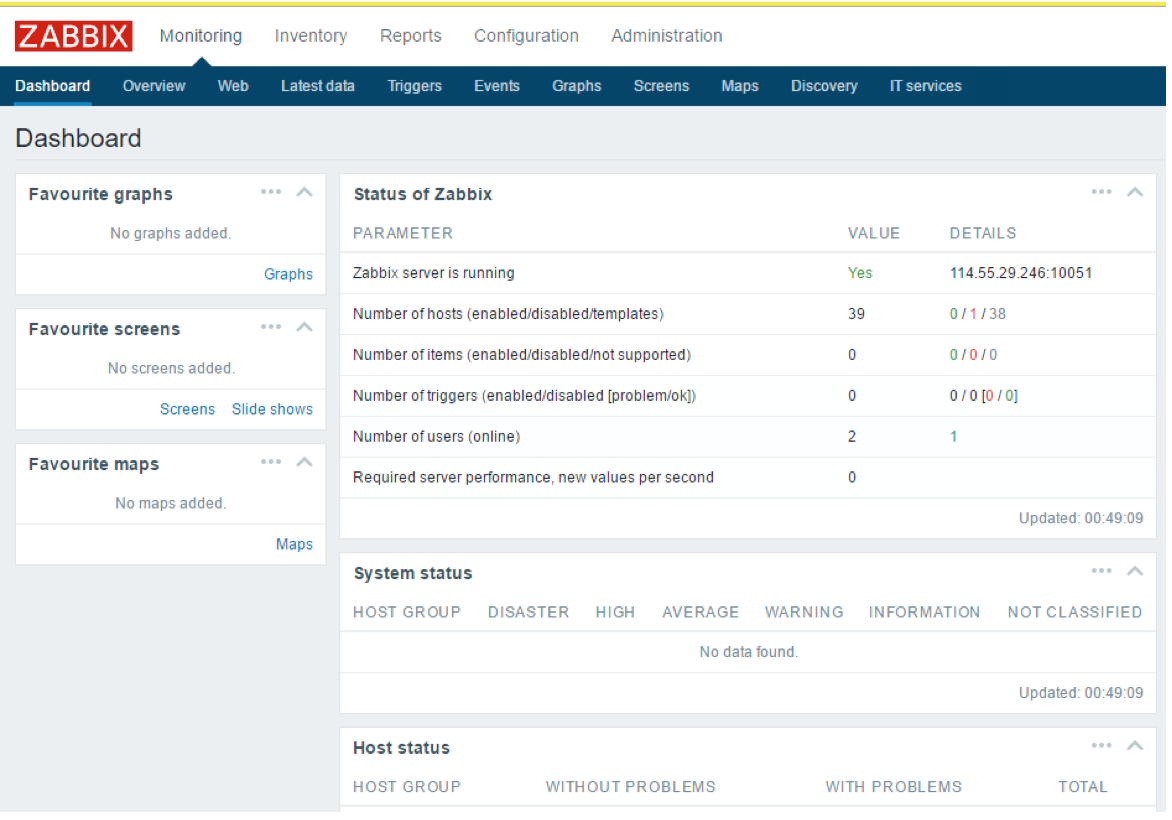 ZABBIX Monitoring Inventory Reports Configuration Administration
Dashboard Overview Web Latest data Triggers Events Graphs Screens Maps Discovery IT services
Dashboard
Favourite graphs
No graphs added.
Graphs
Favourite screens
No screens added.
Screens Slide shows
Favourite maps
No maps added.
Maps
Status of Zabbix
PARAMETER VALUE DETAILS
Zabbix server is running Yes 114.55.29.246:10051
Number of hosts (enabled/disabled/templates) 39 0 / 1 / 38
Number of items (enabled/disabled/not supported) 0 0 / 0 / 0
Number of triggers (enabled/disabled [problem/ok]) 0 0 / 0 [0 / 0]
Number of users (online) 2 1
Required server performance, new values per second 0
Updated: 00:49:09
System status
HOST GROUP DISASTER HIGH AVERAGE WARNING INFORMATION NOT CLASSIFIED
No data found.
Updated: 00:49:09
Host status
HOST GROUP WITHOUT PROBLEMS WITH PROBLEMS TOTAL